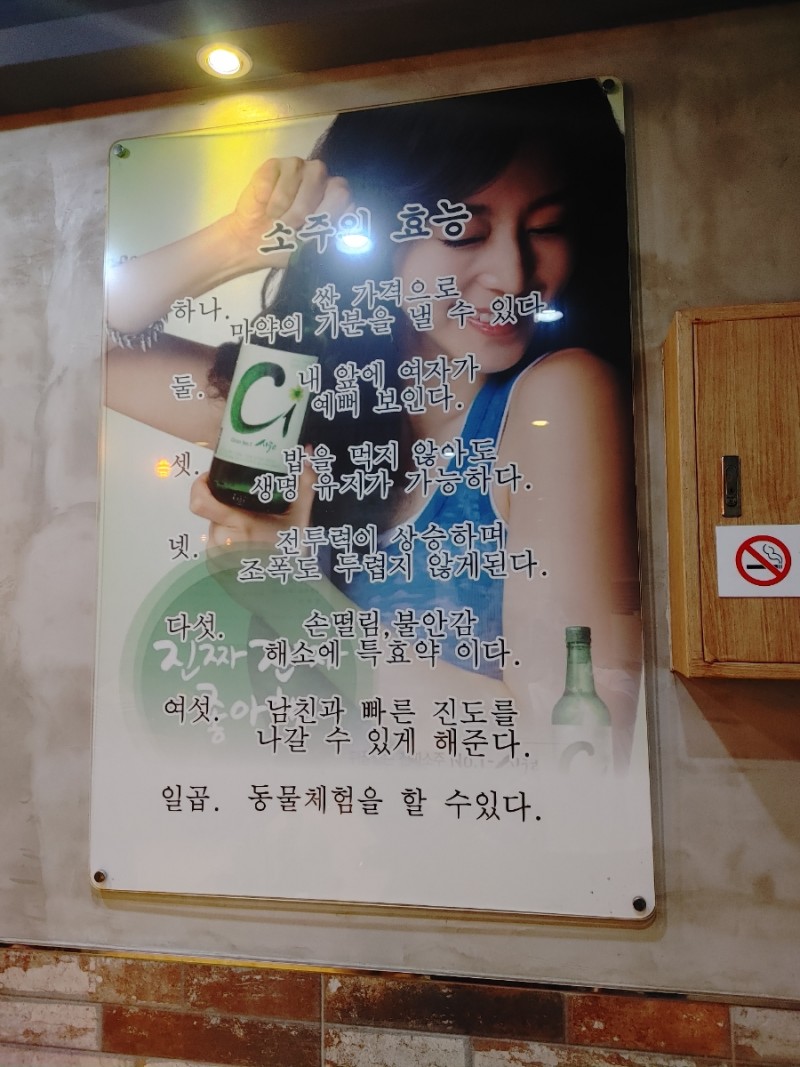 소주의 효능
하나. 싼 가격으로
마약의 기분을 낼 수 있다.
둘. 내 앞에 여자가
예뻐 보인다.
셋. 밥을 먹지 않아도
생명 유지가 가능하다.
넷. 전투력이 상승하며
조폭도 두렵지 않게된다.
다섯. 손떨림,불안감
해소에 특효약 이다.
여섯. 남친과 빠른 진도를
나갈 수 있게 해준다.
일곱. 동물체험을 할 수있다.
C1
진짜
좋아
C